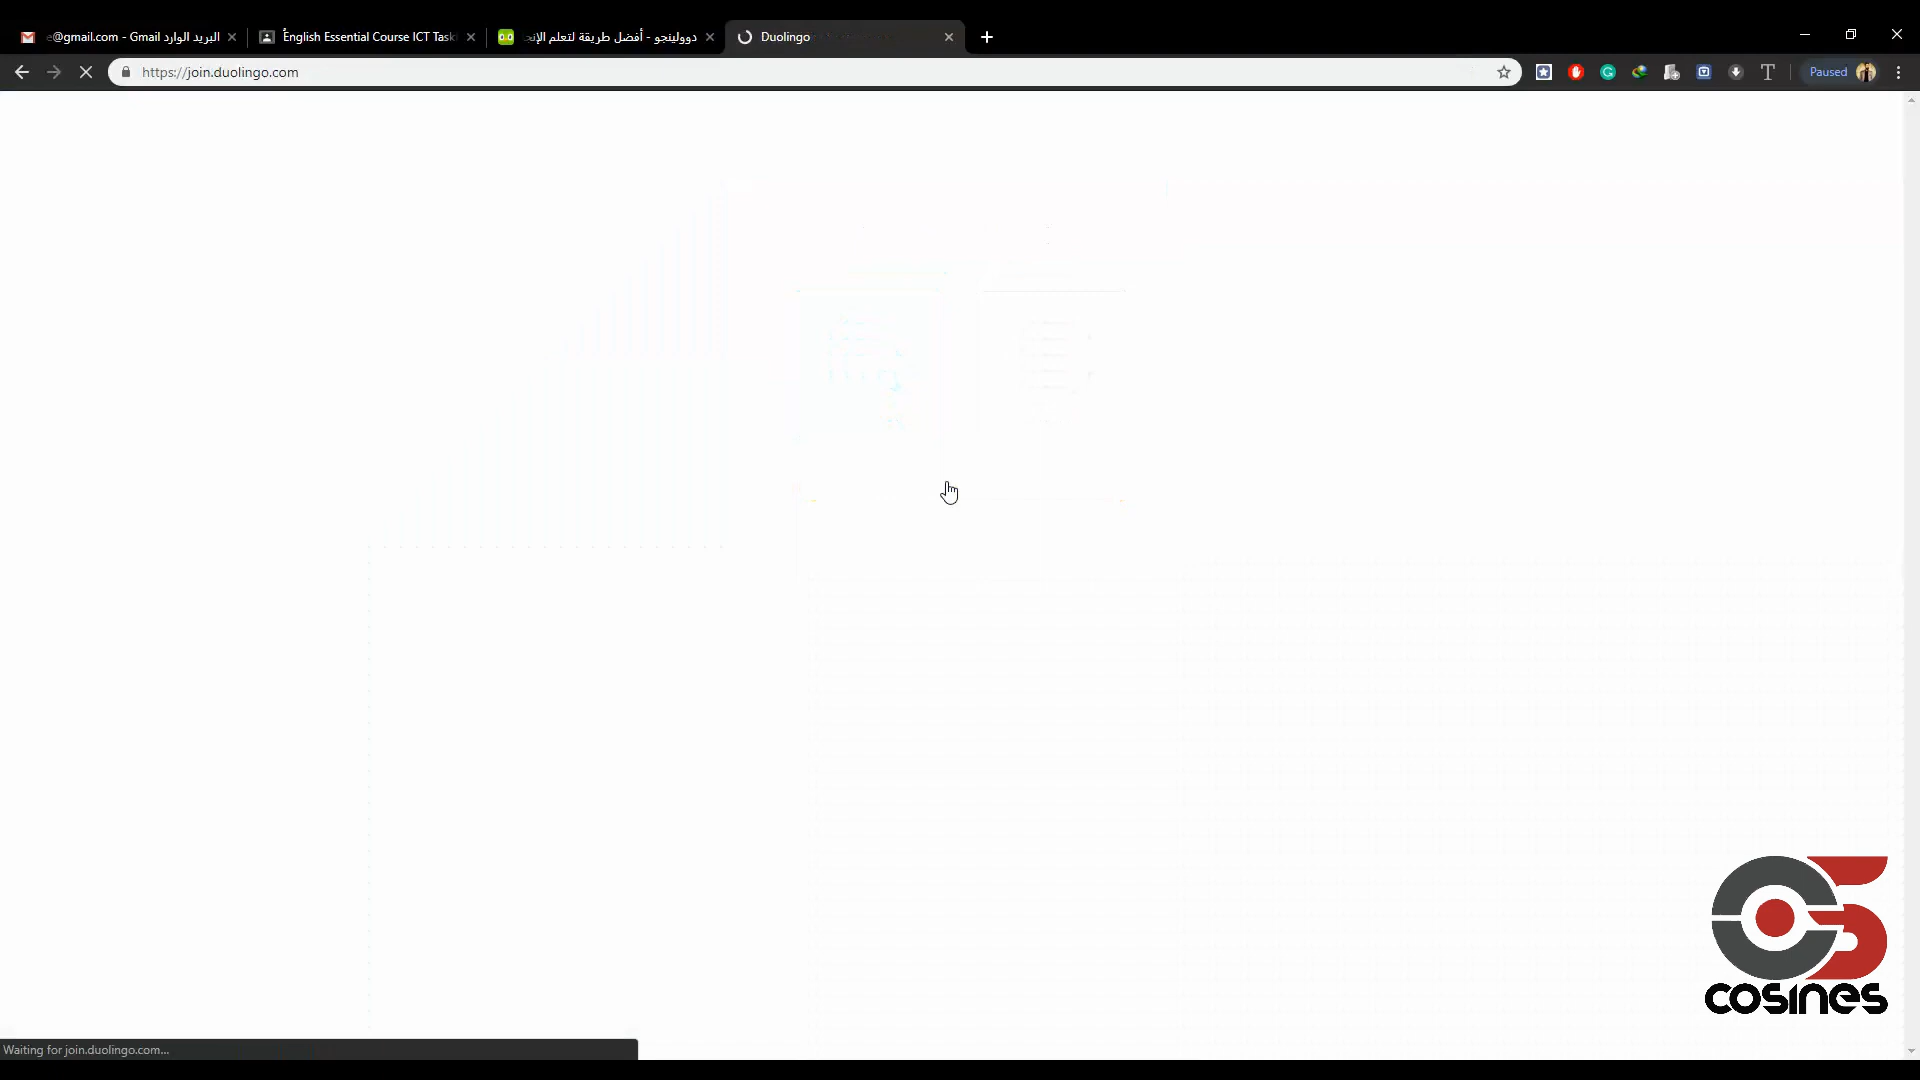 e@gmail.com - Gmail البريد الوارد
English Essential Course ICT Task
دوولينجو - أفضل طريقة لتعلم الإنج
Duolingo
https://join.duolingo.com
Paused
cosines
Waiting for join.duolingo.com...